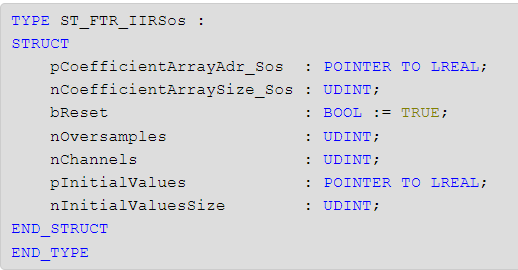 TYPE ST_FTR_IIRSos :
STRUCT
    pCoefficientArrayAdr_Sos  : POINTER TO LREAL;
    nCoefficientArraySize_Sos : UDINT;
    bReset                    : BOOL := TRUE;
    nOversamples              : UDINT;
    nChannels                 : UDINT;
    pInitialValues            : POINTER TO LREAL;
    nInitialValuesSize        : UDINT;
END_STRUCT
END_TYPE